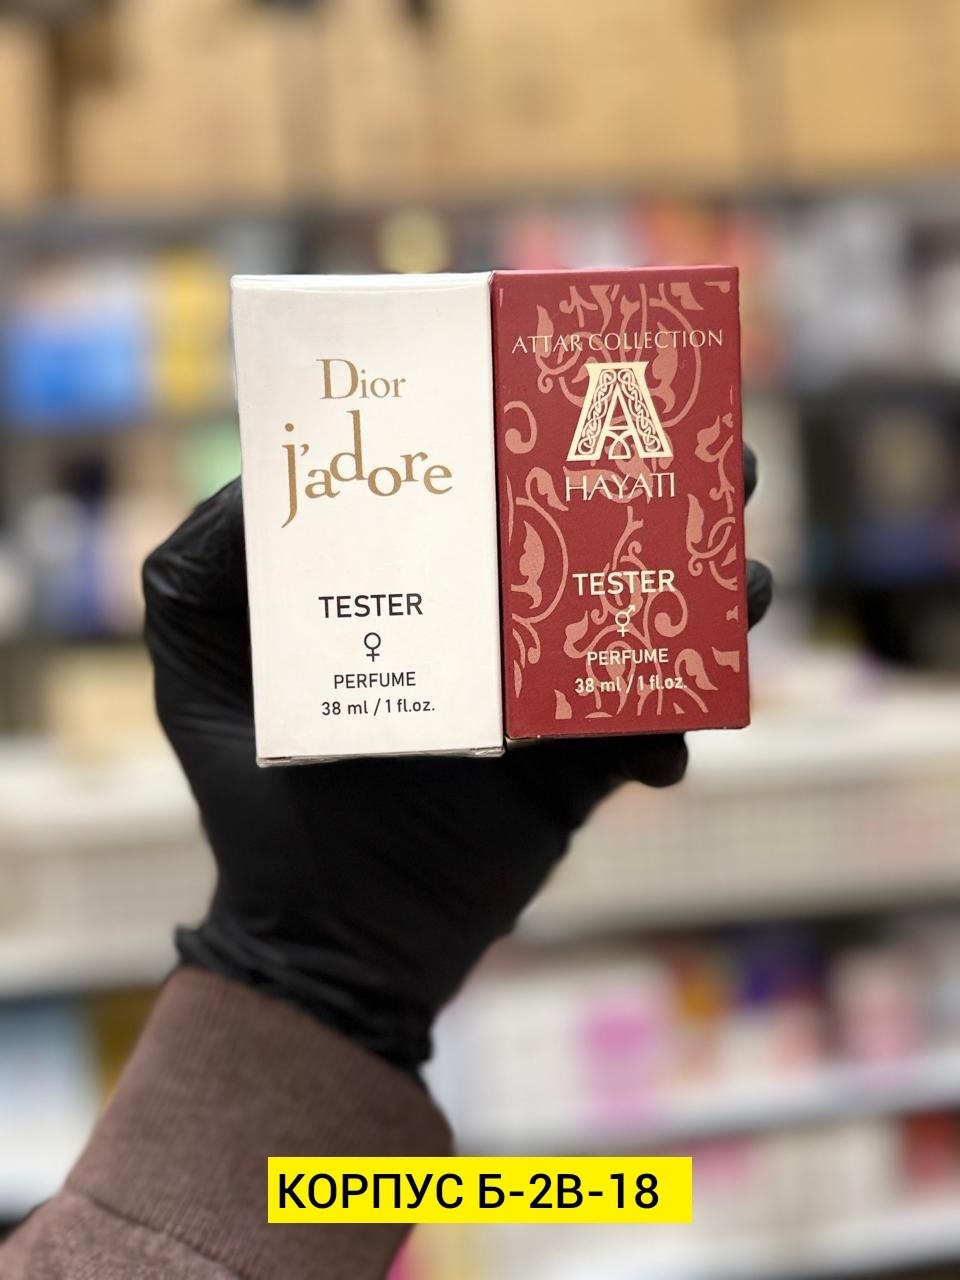 Dior
j'adore
TESTER
♀
PERFUME
38 ml / 1 fl.oz.
ATTAR COLLECTION
A
HAYATI
TESTER
⚥
PERFUME
38 ml / 1 fl.oz.
КОРПУС Б-2В-18